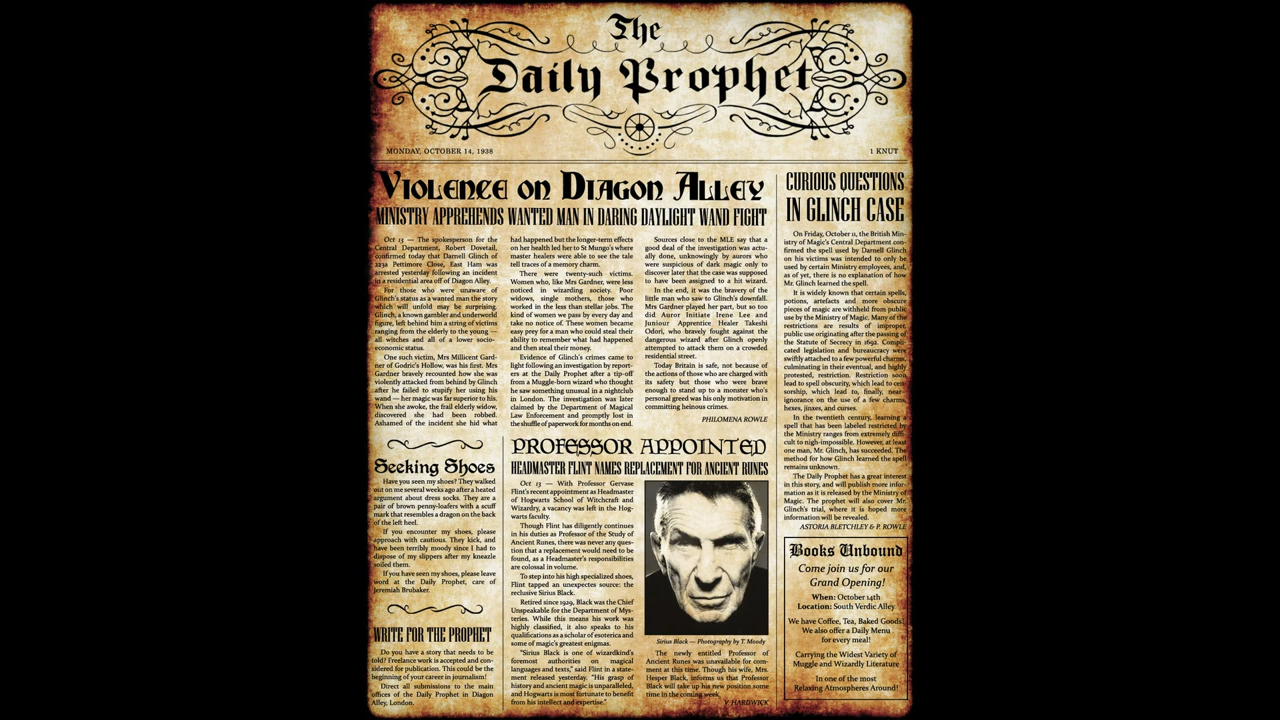 The
Daily Prophet
MONDAY, OCTOBER 14, 1938
1 KNUT
Violence on Diagon Alley
MINISTRY APPREHENDS WANTED MAN IN DARING DAYLIGHT WAND FIGHT
Oct 13 — The spokesperson for the
Central Department, Robert Dovetail,
confirmed today that Darnell Glinch of
223a Pettimore Close, East Ham was
arrested yesterday following an incident
in a residential area off of Diagon Alley.
For those who were unaware of
Glinch's status as a wanted man the story
which will unfold may be surprising.
Glinch, a known gambler and underworld
figure, left behind him a string of victims
ranging from the elderly to the young —
all witches and all of a lower socio-
economic status.
One such victim, Mrs Millicent Gard-
ner of Godric's Hollow, was his first. Mrs
Gardner bravely recounted how she was
violently attacked from behind by Glinch
after he failed to stupify her using his
wand — her magic was far superior to his.
When she awoke, the frail elderly widow,
discovered she had been robbed.
Ashamed of the incident she hid what
had happened but the longer-term effects
on her health led her to St Mungo's where
master healers were able to see the tale
tell traces of a memory charm.
There were twenty-such victims.
Women who, like Mrs Gardner, were less
noticed in wizarding society. Poor
widows, single mothers, those who
worked in the less than stellar jobs. The
kind of women we pass by every day and
take no notice of. These women became
easy prey for a man who could steal their
ability to remember what had happened
and then steal their money.
Evidence of Glinch's crimes came to
light following an investigation by report-
ers at the Daily Prophet after a tip-off
from a Muggle-born wizard who thought
he saw something unusual in a nightclub
in London. The investigation was later
claimed by the Department of Magical
Law Enforcement and promptly lost in
the shuffle of paperwork for months on end.
Sources close to the MLE say that a
good deal of the investigation was actu-
ally done, unknowingly by aurors who
were suspicious of dark magic only to
discover later that the case was supposed
to have been assigned to a hit wizard.
In the end, it was the bravery of the
little man who saw to Glinch's downfall.
Mrs Gardner played her part, but so too
did Auror Initiate Irene Lee and
Juniour Apprentice Healer Takeshi
Odori, who bravely fought against the
dangerous wizard after Glinch openly
attempted to attack them on a crowded
residential street.
Today Britain is safe, not because of
the actions of those who are charged with
its safety but those who were brave
enough to stand up to a monster who's
personal greed was his only motivation in
committing heinous crimes.
PHILOMENA ROWLE
CURIOUS QUESTIONS
IN GLINCH CASE
On Friday, October 11, the British Min-
istry of Magic's Central Department con-
firmed the spell used by Darnell Glinch
on his victims was intended to only be
used by certain Ministry employees, and,
as of yet, there is no explanation of how
Mr. Glinch learned the spell.
It is widely known that certain spells,
potions, artefacts and more obscure
pieces of magic are withheld from public
use by the Ministry of Magic. Many of the
restrictions are results of improper,
public use originating after the passing of
the Statute of Secrecy in 1692. Compli-
cated legislation and bureaucracy were
swiftly attached to a few powerful charms,
culminating in their eventual, and highly
protested, restriction. Restriction soon
lead to spell obscurity, which lead to cen-
sorship, which lead to, finally, near-
ignorance on the use of a few charms,
hexes, jinxes, and curses.
In the twentieth century, learning a
spell that has been labeled restricted by
the Ministry ranges from extremely diffi-
cult to nigh-impossible. However, at least
one man, Mr. Glinch, has succeeded. The
method for how Glinch learned the spell
remains unknown.
The Daily Prophet has a great interest
in this story, and will publish more infor-
mation as it is released by the Ministry of
Magic. The prophet will also cover Mr.
Glinch's trial, where it is hoped more
information will be revealed.
ASTORIA BLETCHLEY & P. ROWLE
Seeking Shoes
Have you seen my shoes? They walked
out on me several weeks ago after a heated
argument about dress socks. They are a
pair of brown penny-loafers with a scuff
mark that resembles a dragon on the back
of the left heel.
If you encounter my shoes, please
approach with cautious. They kick, and
have been terribly moody since I had to
dispose of my slippers after my kneazle
soiled them.
If you have seen my shoes, please leave
word at the Daily Prophet, care of
Jeremiah Brubaker.
WRITE FOR THE PROPHET
Do you have a story that needs to be
told? Freelance work is accepted and con-
sidered for publication. This could be the
beginning of your career in journalism!
Direct all submissions to the main
offices of the Daily Prophet in Diagon
Alley, London.
PROFESSOR APPOINTED
HEADMASTER FLINT NAMES REPLACEMENT FOR ANCIENT RUNES
Oct 13 — With Professor Gervase
Flint's recent appointment as Headmaster
of Hogwarts School of Witchcraft and
Wizardry, a vacancy was left in the Hog-
warts faculty.
Though Flint has diligently continues
in his duties as Professor of the Study of
Ancient Runes, there was never any ques-
tion that a replacement would need to be
found, as a Headmaster's responsibilities
are colossal in volume.
To step into his high specialized shoes,
Flint tapped an unexpectes source: the
reclusive Sirius Black.
Retired since 1929, Black was the Chief
Unspeakable for the Department of Mys-
teries. While this means his work was
highly classified, it also speaks to his
qualifications as a scholar of esoterica and
some of magic's greatest enigmas.
"Sirius Black is one of wizardkind's
foremost authorities on magical
languages and texts," said Flint in a state-
ment released yesterday. "His grasp of
history and ancient magic is unparalleled,
and Hogwarts is most fortunate to benefit
from his intellect and expertise."
Sirius Black — Photography by T. Moody
The newly entitled Professor of
Ancient Runes was unavailable for com-
ment at this time. Though his wife, Mrs.
Hesper Black, informs us that Professor
Black will take up his new position some
time in the coming week.
V. HARDWICK
Books Unbound
Come join us for our
Grand Opening!
When: October 14th
Location: South Verdic Alley
We have Coffee, Tea, Baked Goods!
We also offer a Daily Menu
for every meal!
Carrying the Widest Variety of
Muggle and Wizardly Literature
In one of the most
Relaxing Atmospheres Around!